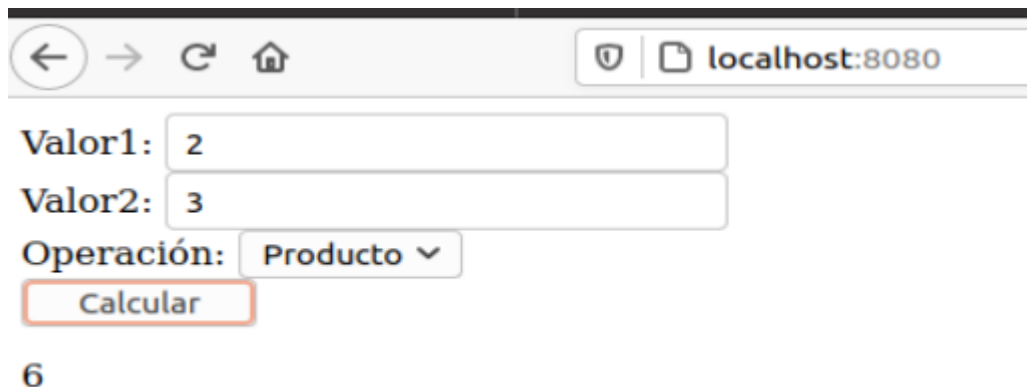 localhost:8080
Valor1: 2
Valor2: 3
Operación: Producto
Calcular
6